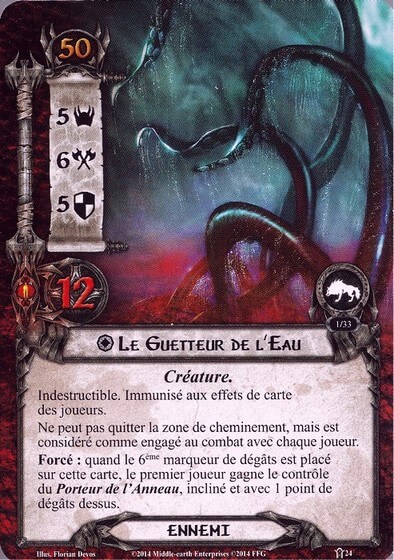 50
5
6
5
12
1/33
LE GUETTEUR DE L'EAU
Créature.
Indestructible. Immunisé aux effets de carte
des joueurs.
Ne peut pas quitter la zone de cheminement, mais est
considéré comme engagé au combat avec chaque joueur.
Forcé : quand le 6ème marqueur de dégâts est placé
sur cette carte, le premier joueur gagne le contrôle
du Porteur de l'Anneau, incliné et avec 1 point de
dégâts dessus.
ENNEMI
Illus. Florian Devos ©2014 Middle-earth Enterprises ©2014 FFG 24